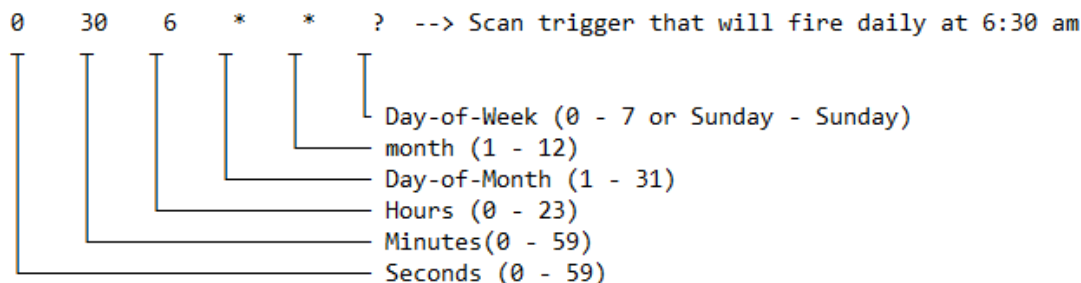 0 30 6 * * ? --> Scan trigger that will fire daily at 6:30 am
Day-of-Week (0 - 7 or Sunday - Sunday)
month (1 - 12)
Day-of-Month (1 - 31)
Hours (0 - 23)
Minutes(0 - 59)
Seconds (0 - 59)